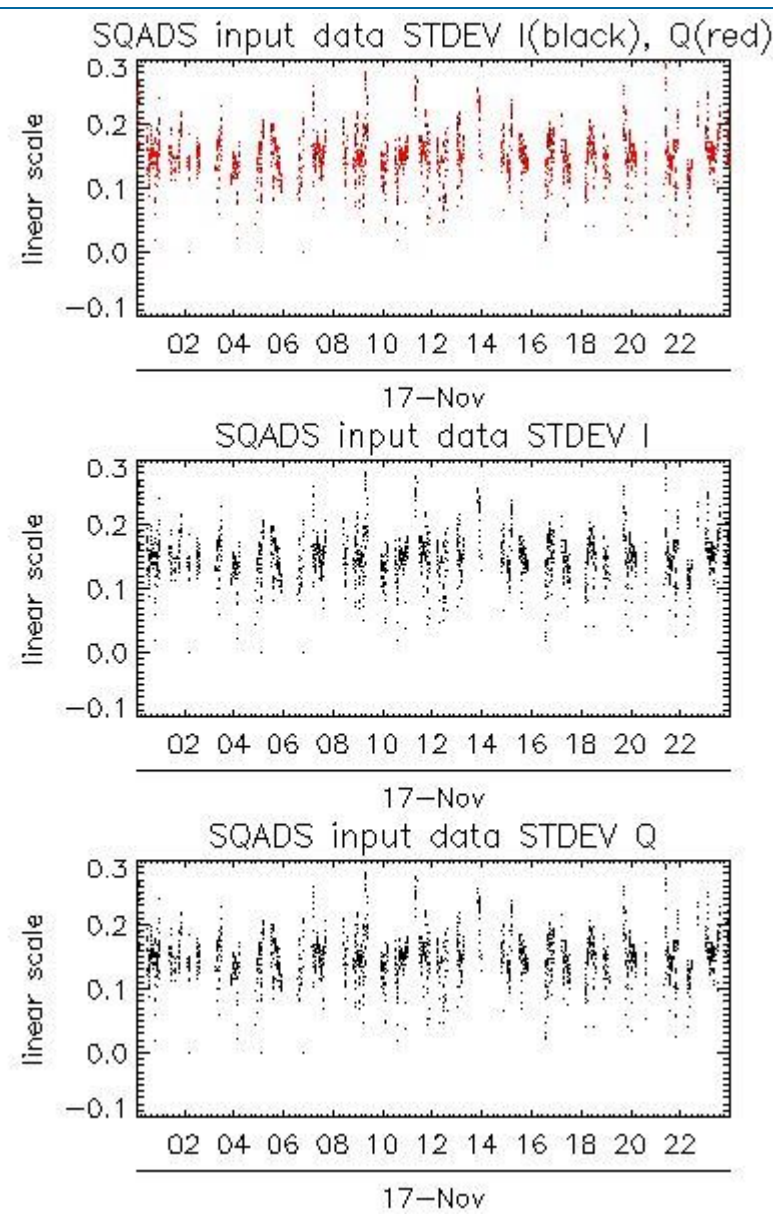 SQADS input data STDEV I(black), Q(red)
0.3
0.2
0.1
0.0
−0.1
linear scale
02 04 06 08 10 12 14 16 18 20 22
17−Nov
SQADS input data STDEV I
0.3
0.2
0.1
0.0
−0.1
linear scale
02 04 06 08 10 12 14 16 18 20 22
17−Nov
SQADS input data STDEV Q
0.3
0.2
0.1
0.0
−0.1
linear scale
02 04 06 08 10 12 14 16 18 20 22
17−Nov